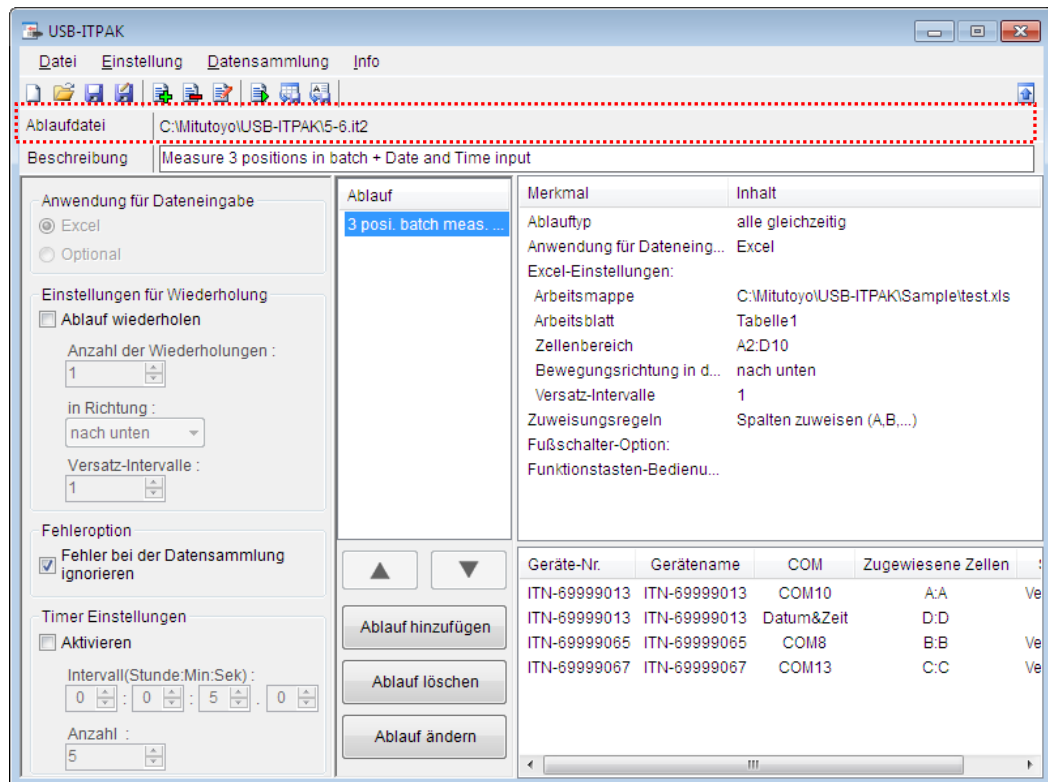 USB-ITPAK
Datei Einstellung Datensammlung Info
Ablaufdatei C:\Mitutoyo\USB-ITPAK\5-6.it2
Beschreibung Measure 3 positions in batch + Date and Time input
Anwendung für Dateneingabe
Excel
Optional
Einstellungen für Wiederholung
Ablauf wiederholen
Anzahl der Wiederholungen :
1
in Richtung :
nach unten
Versatz-Intervalle :
1
Fehleroption
Fehler bei der Datensammlung
ignorieren
Timer Einstellungen
Aktivieren
Intervall(Stunde:Min:Sek) :
0 : 0 : 5 . 0
Anzahl :
5
Ablauf
3 posi. batch meas. ...
Ablauf hinzufügen
Ablauf löschen
Ablauf ändern
Merkmal Inhalt
Ablauftyp alle gleichzeitig
Anwendung für Dateneing... Excel
Excel-Einstellungen:
Arbeitsmappe C:\Mitutoyo\USB-ITPAK\Sample\test.xls
Arbeitsblatt Tabelle1
Zellenbereich A2:D10
Bewegungsrichtung in d... nach unten
Versatz-Intervalle 1
Zuweisungsregeln Spalten zuweisen (A,B,...)
Fußschalter-Option:
Funktionstasten-Bedienu...
Geräte-Nr. Gerätename COM Zugewiesene Zellen
ITN-69999013 ITN-69999013 COM10 A:A Ve
ITN-69999013 ITN-69999013 Datum&Zeit D:D
ITN-69999065 ITN-69999065 COM8 B:B Ve
ITN-69999067 ITN-69999067 COM13 C:C Ve